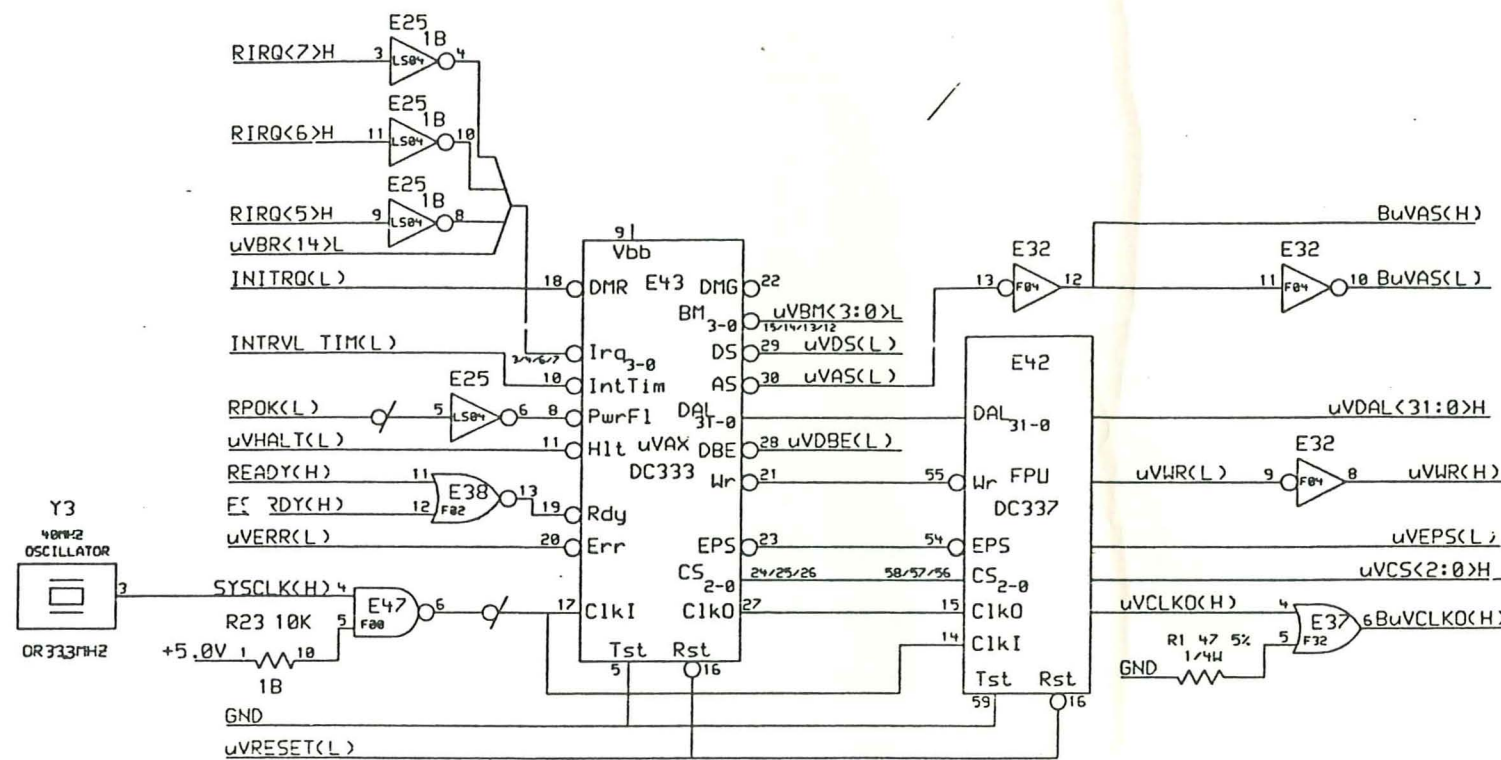 E25
1B
RIRQ<7>H 3 LS04 4
E25
1B
RIRQ<6>H 11 LS04 10
E25
1B
RIRQ<5>H 9 LS04 8
uVBR<14>L
INITRQ(L)
INTRVL TIM(L)
E25
RPOK(L) 5 LS04 6
uVHALT(L)
READY(H) 11
E38 13
F02
RDY(H) 12
uVERR(L)
Y3
40MHZ
OSCILLATOR
3
OR33.3MHZ
SYSCLK(H) 4
E47 6
F00
R23 10K 5
+5.0V 1 10
1B
GND
uVRESET(L)
9
Vbb
18 DMR E43 DMG 22
BM3-0 uVBM<3:0>L
15/14/13/12
Irq3-0 DS 29 uVDS(L)
10 IntTim AS 30 uVAS(L)
8 PwrFl DAL31-0
11 Hlt uVAX DBE 28 uVDBE(L)
DC333 Wr 21
19 Rdy
20 Err EPS 23
CS2-0 24/25/26
17 ClkI ClkO 27
Tst Rst
5 16
E42
DAL31-0 uVDAL<31:0>H
55 Wr FPU uVWR(L)
DC337
54 EPS uVEPS(L)
58/57/56 CS2-0 uVCS(2:0)H
15 ClkO uVCLKO(H)
14 ClkI
Tst Rst
59 16
BuVAS(H)
E32
13 F04 12
E32
11 F04 10 BuVAS(L)
E32
9 F04 8 uVWR(H)
4 E37 6 BuVCLKO(H)
5 F32
R1 47 5%
1/4W
GND